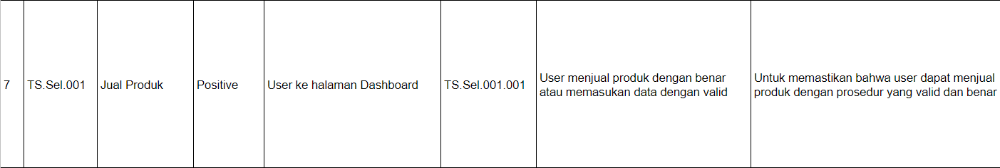 7
TS.Sel.001
Jual Produk
Positive
User ke halaman Dashboard
TS.Sel.001.001
User menjual produk dengan benar
atau memasukan data dengan valid
Untuk memastikan bahwa user dapat menjual
produk dengan prosedur yang valid dan benar